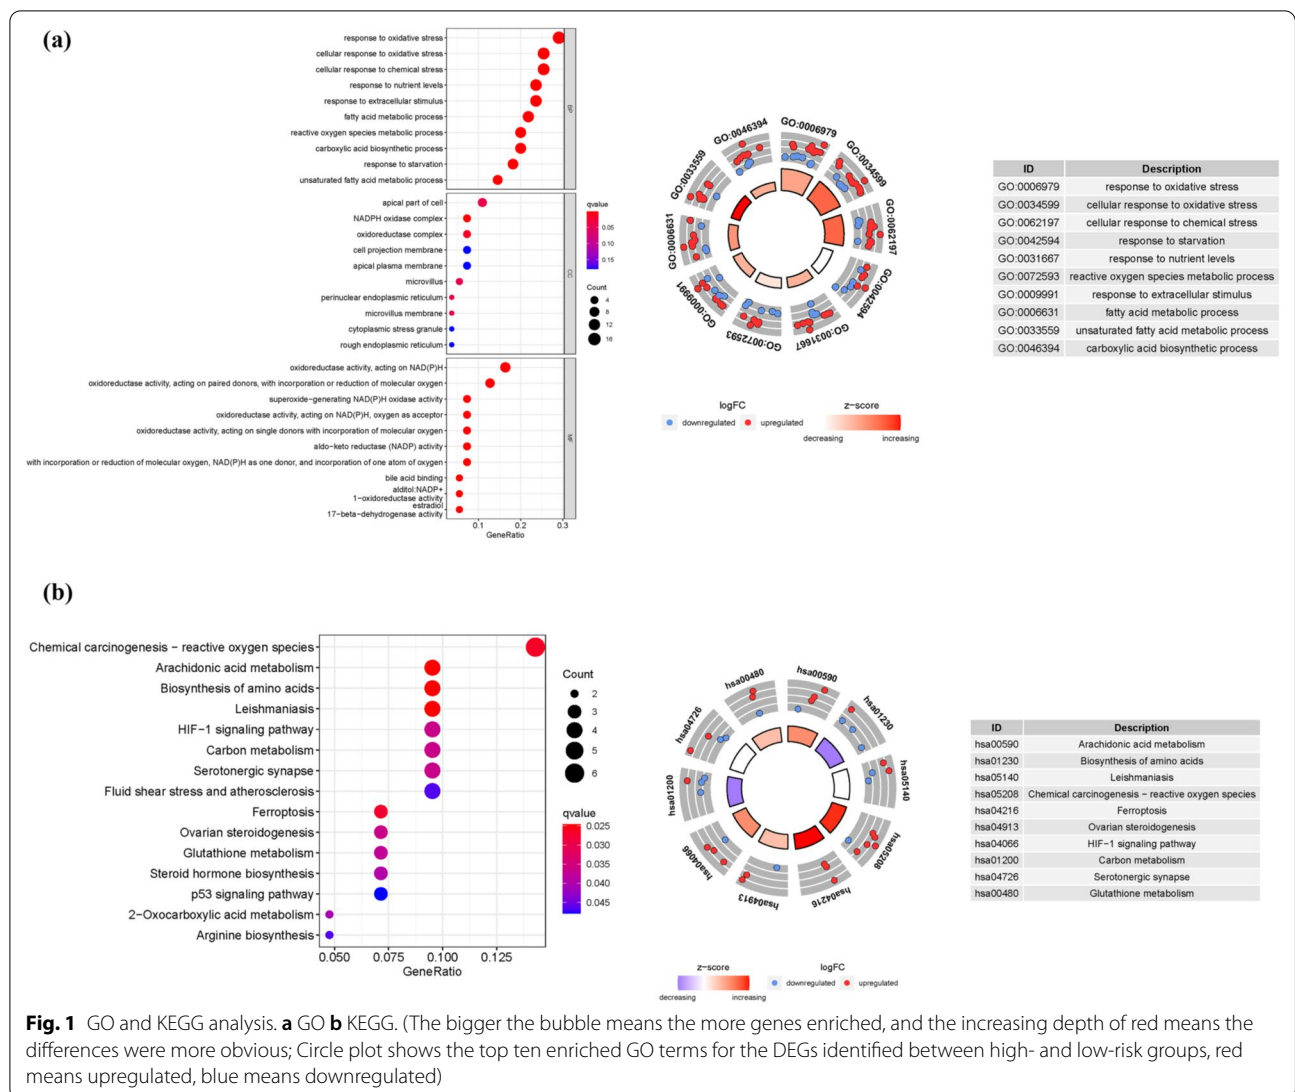 (a)
response to oxidative stress
cellular response to oxidative stress
cellular response to chemical stress
response to nutrient levels
response to extracellular stimulus
fatty acid metabolic process
reactive oxygen species metabolic process
carboxylic acid biosynthetic process
response to starvation
unsaturated fatty acid metabolic process
BP
apical part of cell
NADPH oxidase complex
oxidoreductase complex
cell projection membrane
apical plasma membrane
microvillus
perinuclear endoplasmic reticulum
microvillus membrane
cytoplasmic stress granule
rough endoplasmic reticulum
CC
oxidoreductase activity, acting on NAD(P)H
oxidoreductase activity, acting on paired donors, with incorporation or reduction of molecular oxygen
superoxide−generating NAD(P)H oxidase activity
oxidoreductase activity, acting on NAD(P)H, oxygen as acceptor
oxidoreductase activity, acting on single donors with incorporation of molecular oxygen
aldo−keto reductase (NADP) activity
with incorporation or reduction of molecular oxygen, NAD(P)H as one donor, and incorporation of one atom of oxygen
bile acid binding
alditol:NADP+
1−oxidoreductase activity
estradiol
17−beta−dehydrogenase activity
MF
0.1 0.2 0.3
GeneRatio
qvalue
0.05
0.10
0.15
Count
4
8
12
16
GO:0006979
GO:0034599
GO:0062197
GO:0042594
GO:0031667
GO:0072593
GO:0009991
GO:0006631
GO:0033559
GO:0046394
logFC
downregulated upregulated
z−score
decreasing increasing
ID Description
GO:0006979 response to oxidative stress
GO:0034599 cellular response to oxidative stress
GO:0062197 cellular response to chemical stress
GO:0042594 response to starvation
GO:0031667 response to nutrient levels
GO:0072593 reactive oxygen species metabolic process
GO:0009991 response to extracellular stimulus
GO:0006631 fatty acid metabolic process
GO:0033559 unsaturated fatty acid metabolic process
GO:0046394 carboxylic acid biosynthetic process
(b)
Chemical carcinogenesis − reactive oxygen species
Arachidonic acid metabolism
Biosynthesis of amino acids
Leishmaniasis
HIF−1 signaling pathway
Carbon metabolism
Serotonergic synapse
Fluid shear stress and atherosclerosis
Ferroptosis
Ovarian steroidogenesis
Glutathione metabolism
Steroid hormone biosynthesis
p53 signaling pathway
2−Oxocarboxylic acid metabolism
Arginine biosynthesis
0.050 0.075 0.100 0.125
GeneRatio
Count
2
3
4
5
6
qvalue
0.025
0.030
0.035
0.040
0.045
hsa00590
hsa01230
hsa05140
hsa05208
hsa04216
hsa04913
hsa04066
hsa01200
hsa04726
hsa00480
z−score
decreasing increasing
logFC
downregulated upregulated
ID Description
hsa00590 Arachidonic acid metabolism
hsa01230 Biosynthesis of amino acids
hsa05140 Leishmaniasis
hsa05208 Chemical carcinogenesis − reactive oxygen species
hsa04216 Ferroptosis
hsa04913 Ovarian steroidogenesis
hsa04066 HIF−1 signaling pathway
hsa01200 Carbon metabolism
hsa04726 Serotonergic synapse
hsa00480 Glutathione metabolism
Fig. 1 GO and KEGG analysis. a GO b KEGG. (The bigger the bubble means the more genes enriched, and the increasing depth of red means the
differences were more obvious; Circle plot shows the top ten enriched GO terms for the DEGs identified between high- and low-risk groups, red
means upregulated, blue means downregulated)